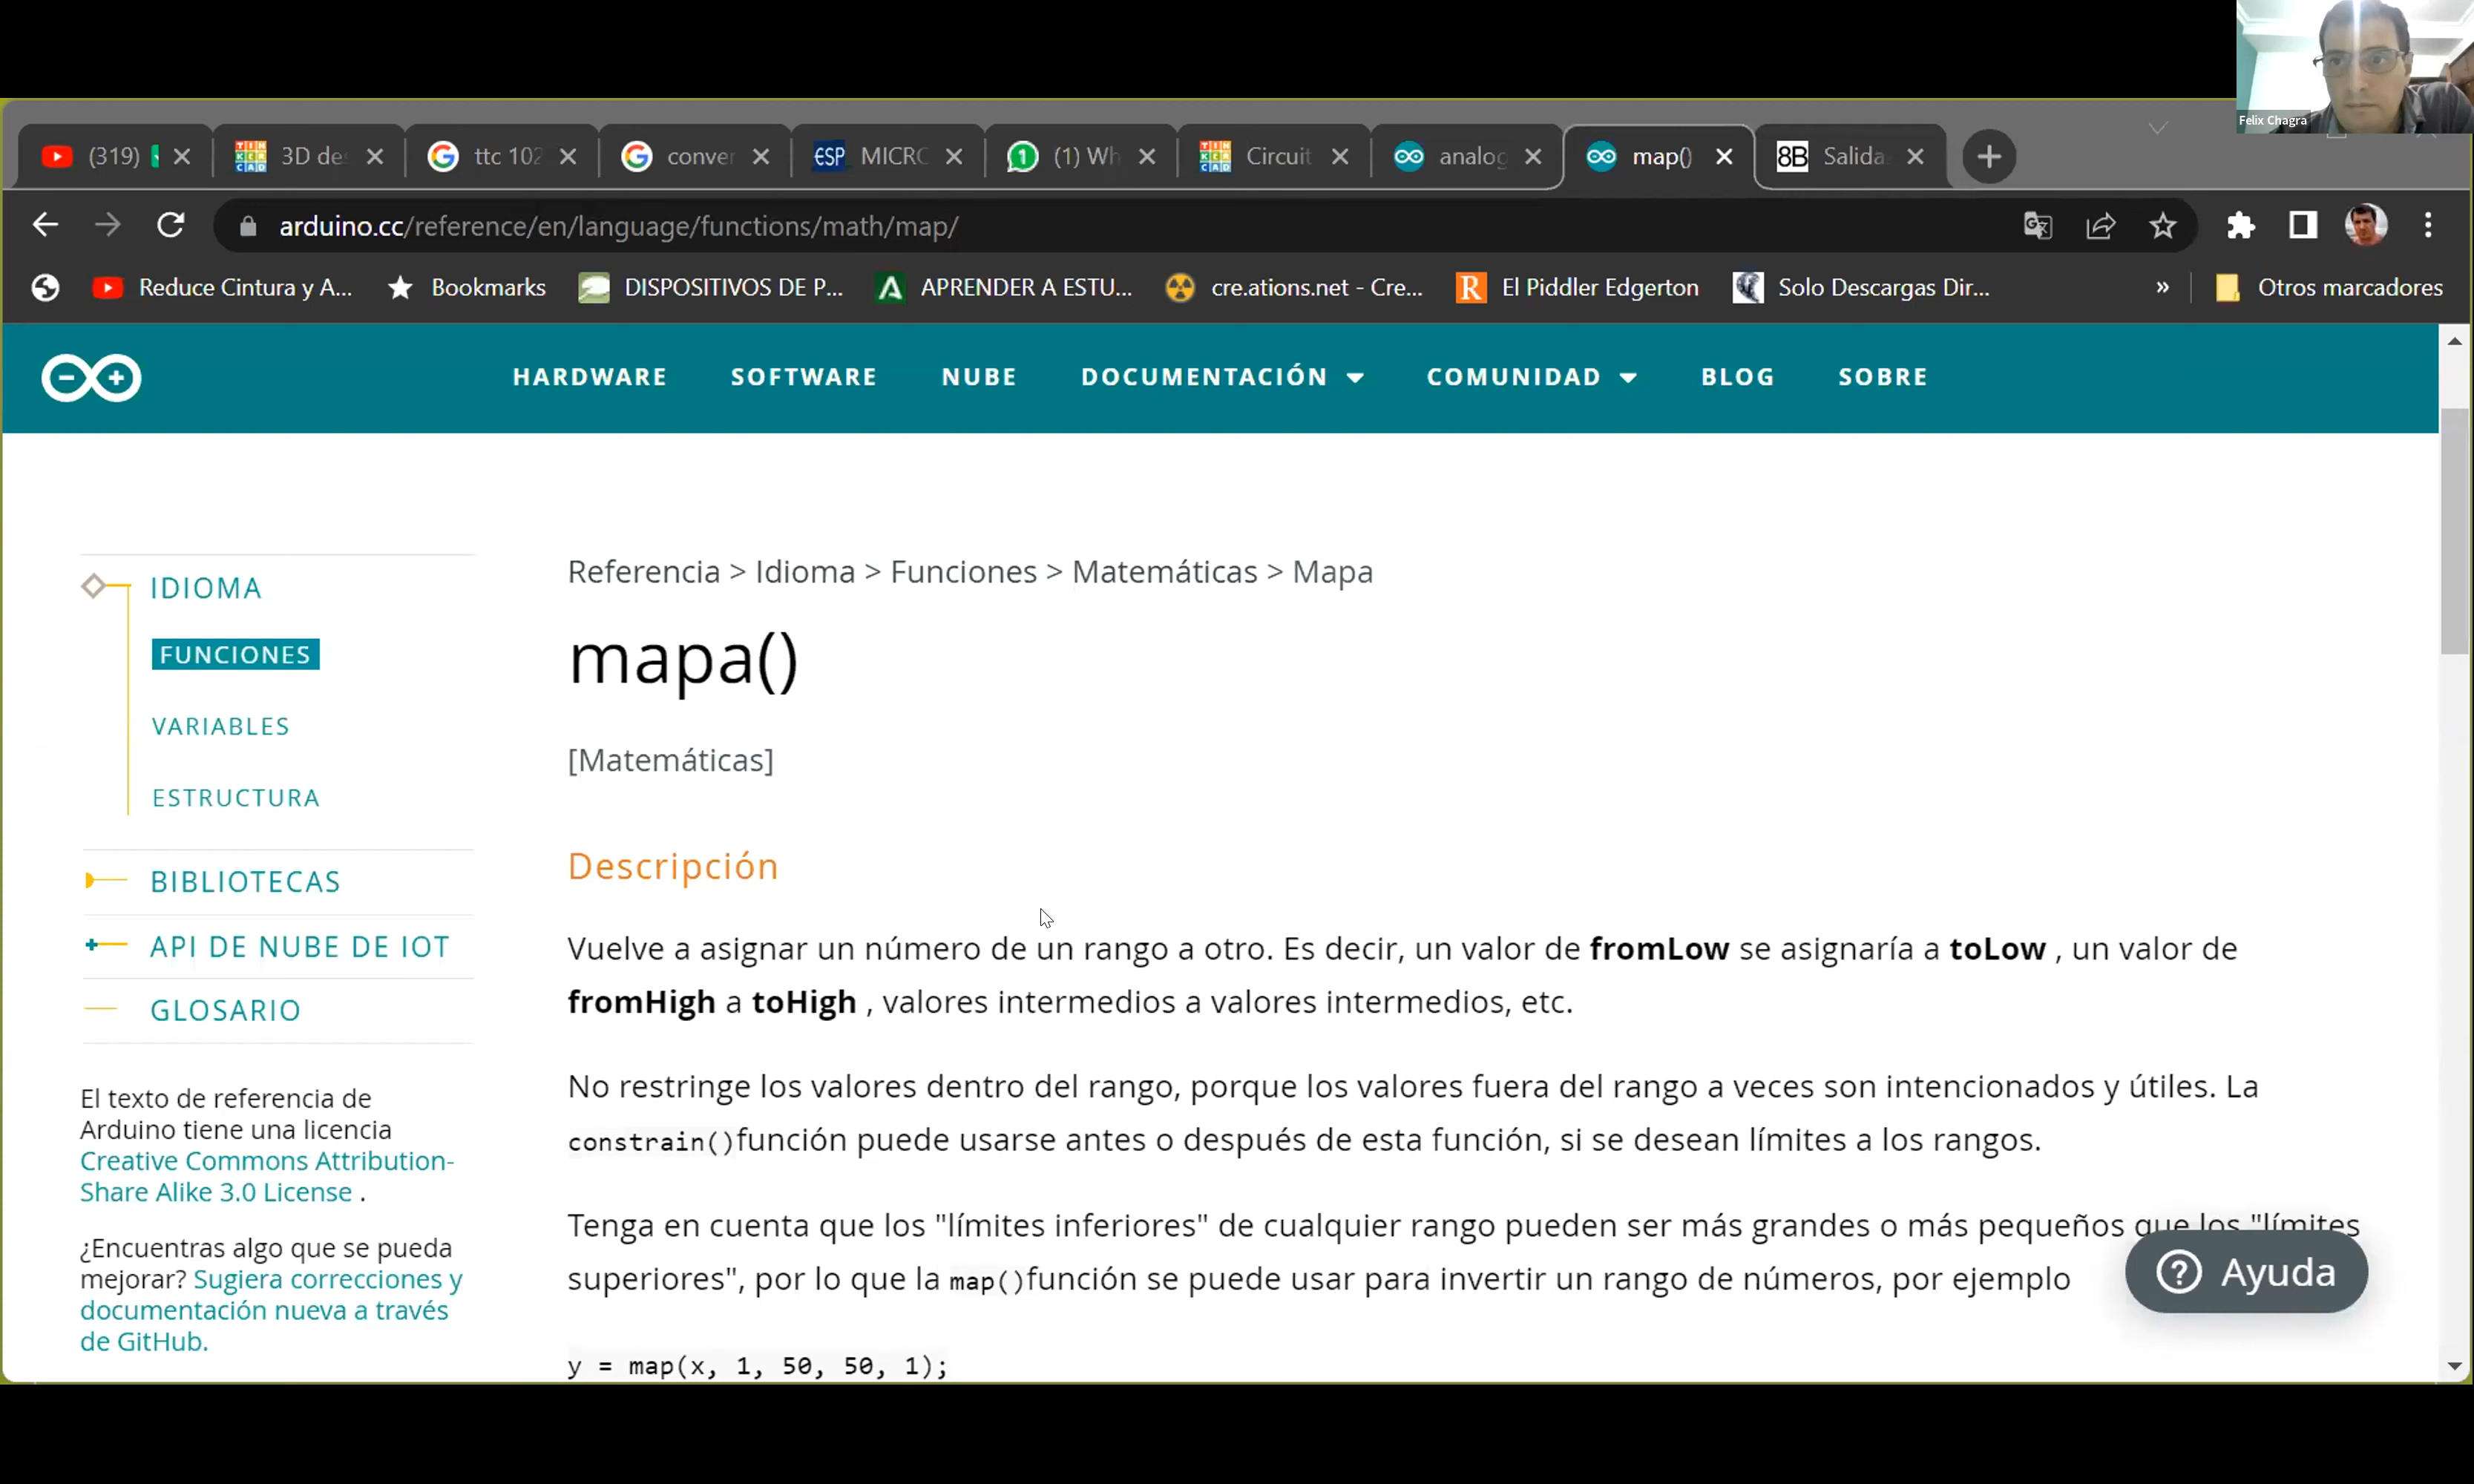 Felix Chagra
(319)
3D de
ttc 102
conver
MICRC
(1) Wh
Circuit
analog
map()
8B Salida
arduino.cc/reference/en/language/functions/math/map/
Reduce Cintura y A...
Bookmarks
DISPOSITIVOS DE P...
APRENDER A ESTU...
cre.ations.net - Cre...
El Piddler Edgerton
Solo Descargas Dir...
»
Otros marcadores
HARDWARE
SOFTWARE
NUBE
DOCUMENTACIÓN
COMUNIDAD
BLOG
SOBRE
IDIOMA
FUNCIONES
VARIABLES
ESTRUCTURA
BIBLIOTECAS
API DE NUBE DE IOT
GLOSARIO
El texto de referencia de
Arduino tiene una licencia
Creative Commons Attribution-
Share Alike 3.0 License .
¿Encuentras algo que se pueda
mejorar? Sugiera correcciones y
documentación nueva a través
de GitHub.
Referencia > Idioma > Funciones > Matemáticas > Mapa
mapa()
[Matemáticas]
Descripción
Vuelve a asignar un número de un rango a otro. Es decir, un valor de fromLow se asignaría a toLow , un valor de
fromHigh a toHigh , valores intermedios a valores intermedios, etc.
No restringe los valores dentro del rango, porque los valores fuera del rango a veces son intencionados y útiles. La
constrain()función puede usarse antes o después de esta función, si se desean límites a los rangos.
Tenga en cuenta que los "límites inferiores" de cualquier rango pueden ser más grandes o más pequeños que los "límites
superiores", por lo que la map()función se puede usar para invertir un rango de números, por ejemplo
y = map(x, 1, 50, 50, 1);
Ayuda